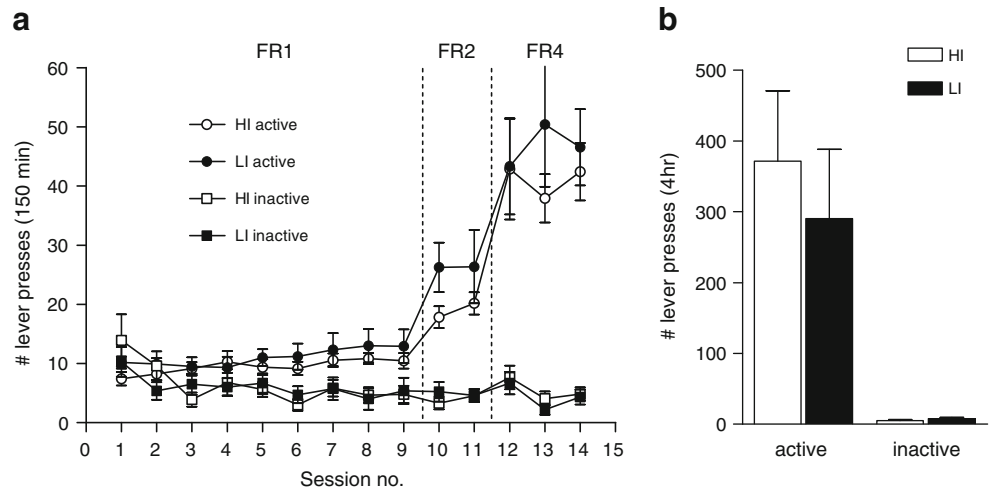 a
FR1 FR2 FR4
60
50
40
30
20
10
0
# lever presses (150 min)
HI active
LI active
HI inactive
LI inactive
0 1 2 3 4 5 6 7 8 9 10 11 12 13 14 15
Session no.
b
HI
LI
500
400
300
200
100
0
# lever presses (4hr)
active inactive